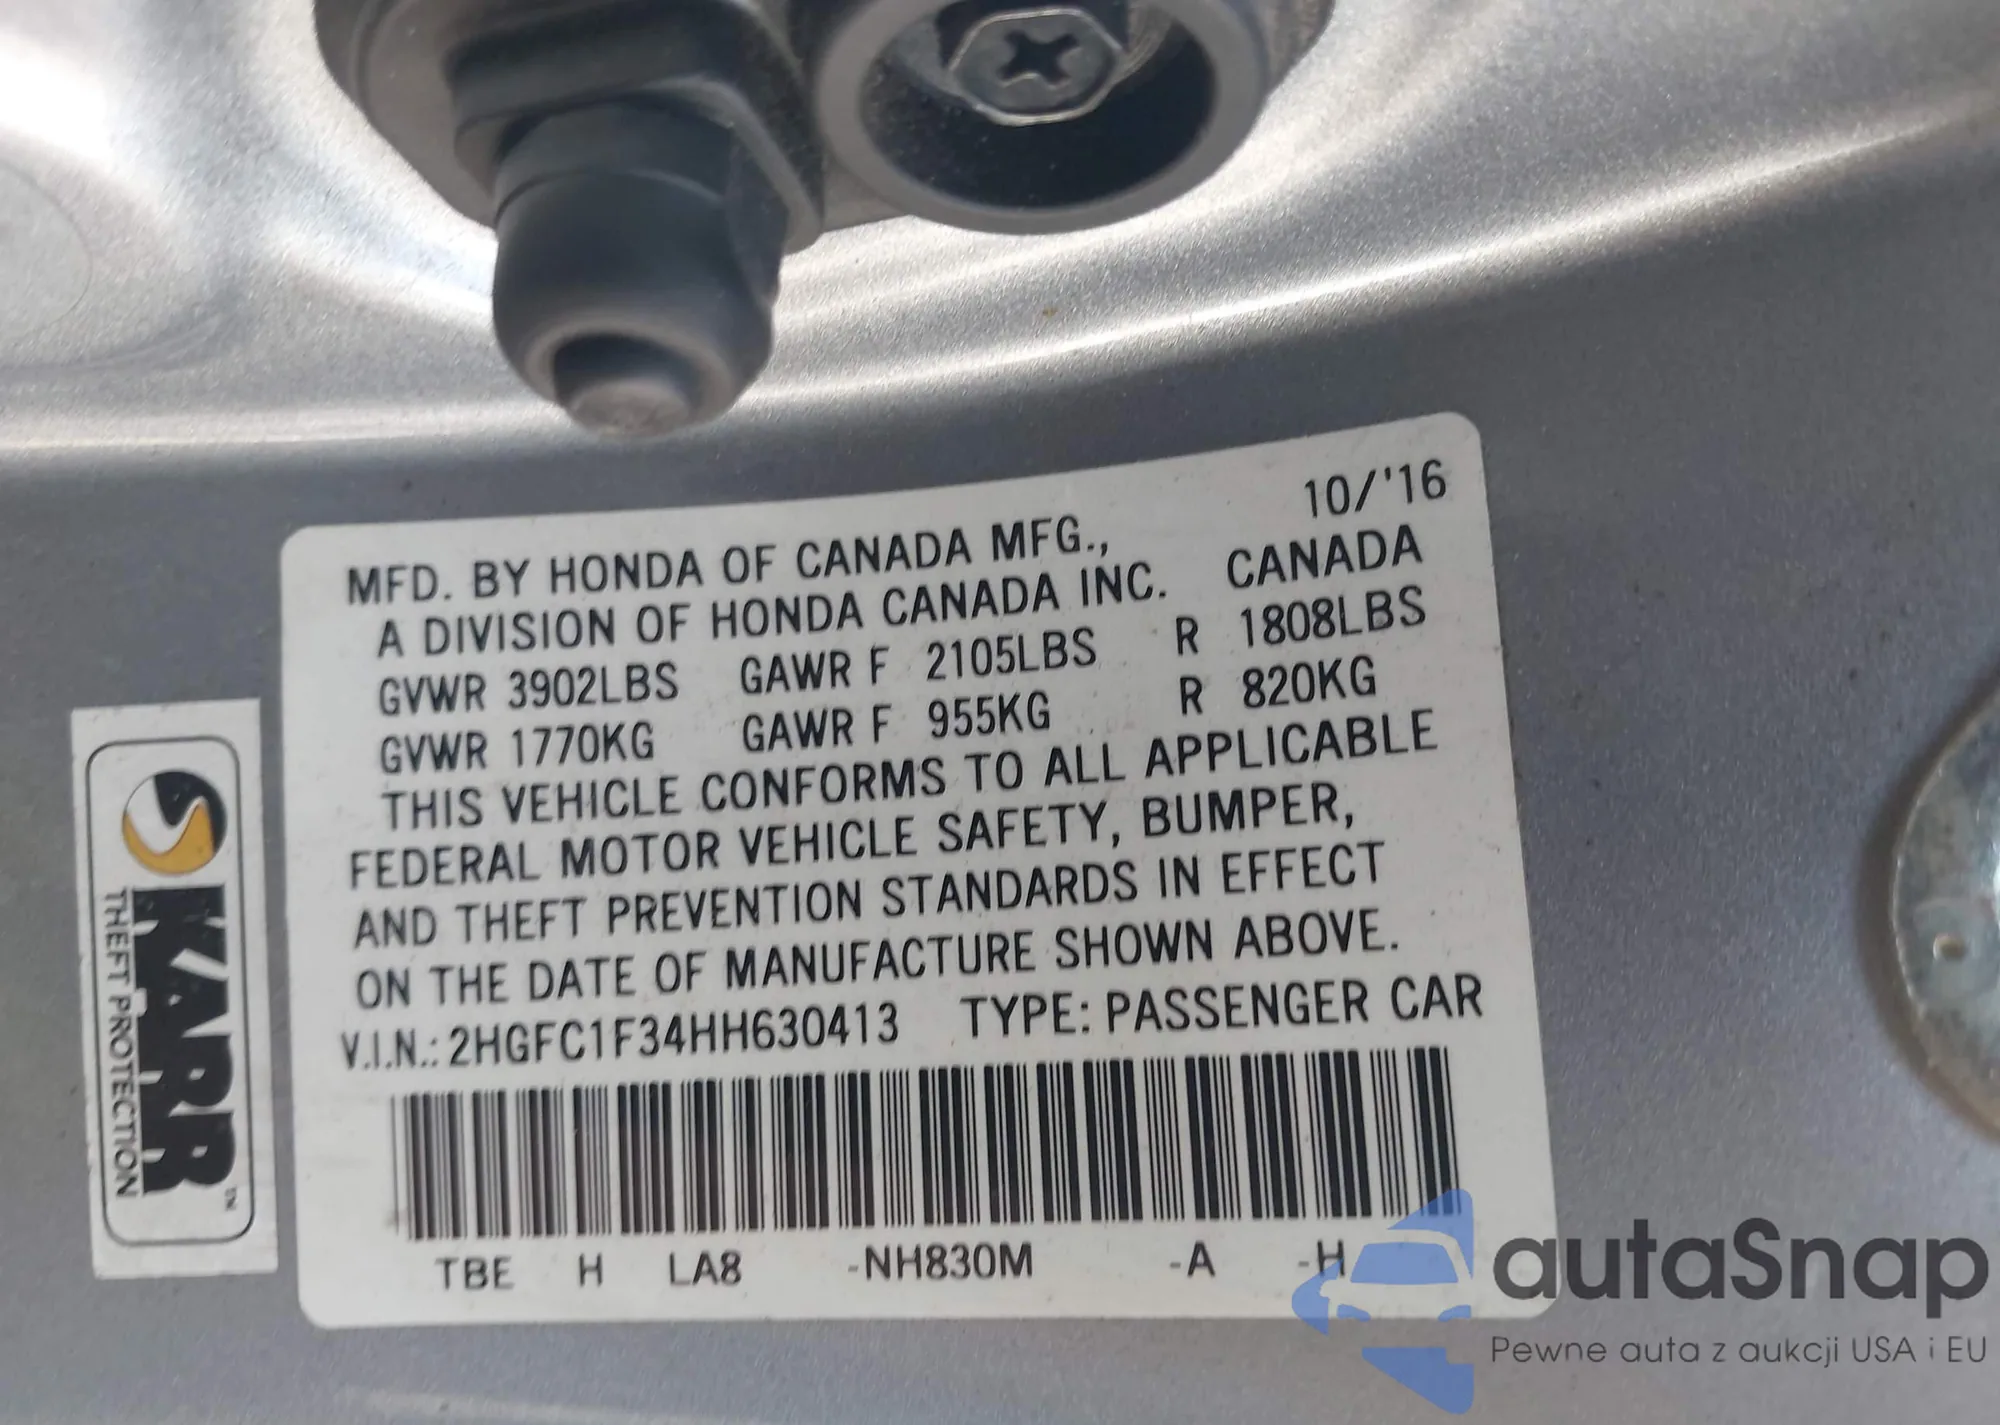 10/'16
MFD. BY HONDA OF CANADA MFG.,
A DIVISION OF HONDA CANADA INC. CANADA
GVWR 3902LBS GAWR F 2105LBS R 1808LBS
GVWR 1770KG GAWR F 955KG R 820KG
THIS VEHICLE CONFORMS TO ALL APPLICABLE
FEDERAL MOTOR VEHICLE SAFETY, BUMPER,
AND THEFT PREVENTION STANDARDS IN EFFECT
ON THE DATE OF MANUFACTURE SHOWN ABOVE.
V.I.N.: 2HGFC1F34HH630413 TYPE: PASSENGER CAR
TBE H LA8 -NH830M -A -H
KARR™
THEFT PROTECTION
autaSnap
Pewne auta z aukcji USA i EU